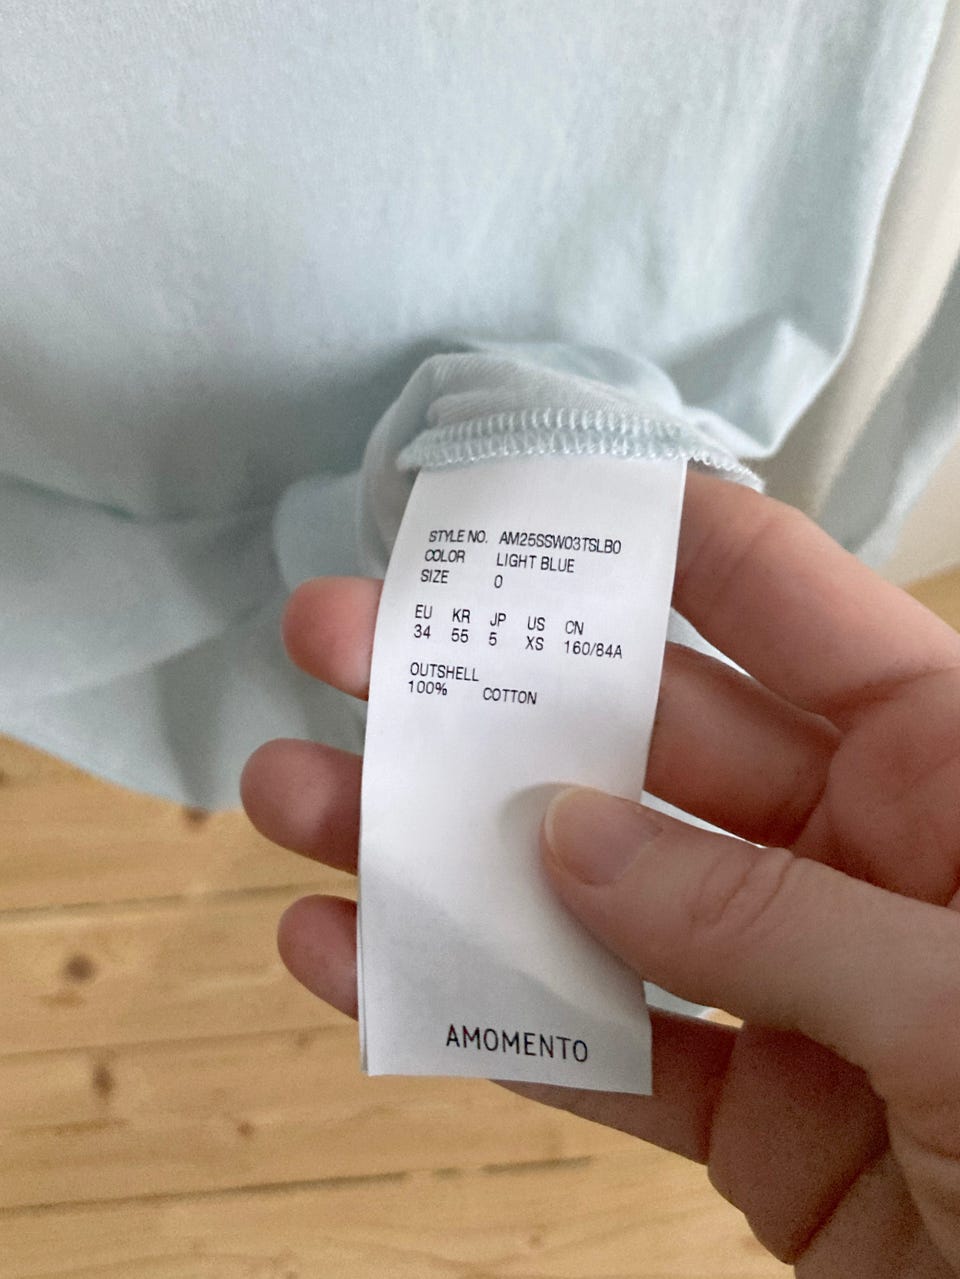 STYLE NO. AM25SSW03TSLB0
COLOR LIGHT BLUE
SIZE 0
EU KR JP US CN
34 55 5 XS 160/84A
OUTSHELL
100% COTTON
AMOMENTO